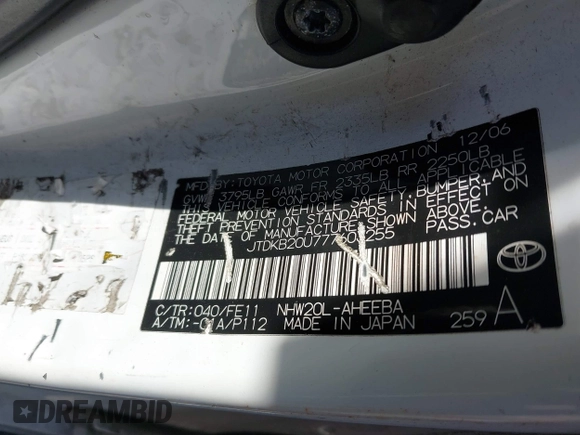 MFD BY: TOYOTA MOTOR CORPORATION 12/06
GVWR 3795LB GAWR FR 2335LB RR 2250LB
THIS VEHICLE CONFORMS TO ALL APPLICABLE
FEDERAL MOTOR VEHICLE SAFETY, BUMPER, AND
THEFT PREVENTION STANDARDS IN EFFECT ON
THE DATE OF MANUFACTURE SHOWN ABOVE.
PASS. CAR
C/TR: 040/FE11 NHW20L-AHEEBA
A/TM: -01A/P112 MADE IN JAPAN
259 A
DREAMBID